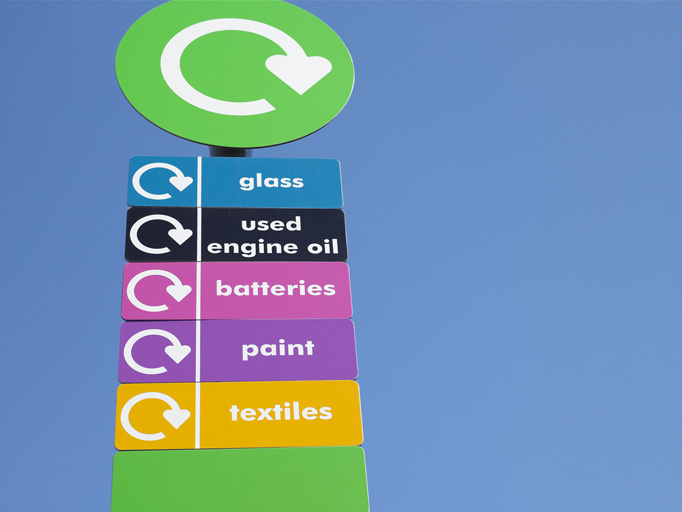 glass
used
engine oil
batteries
paint
textiles